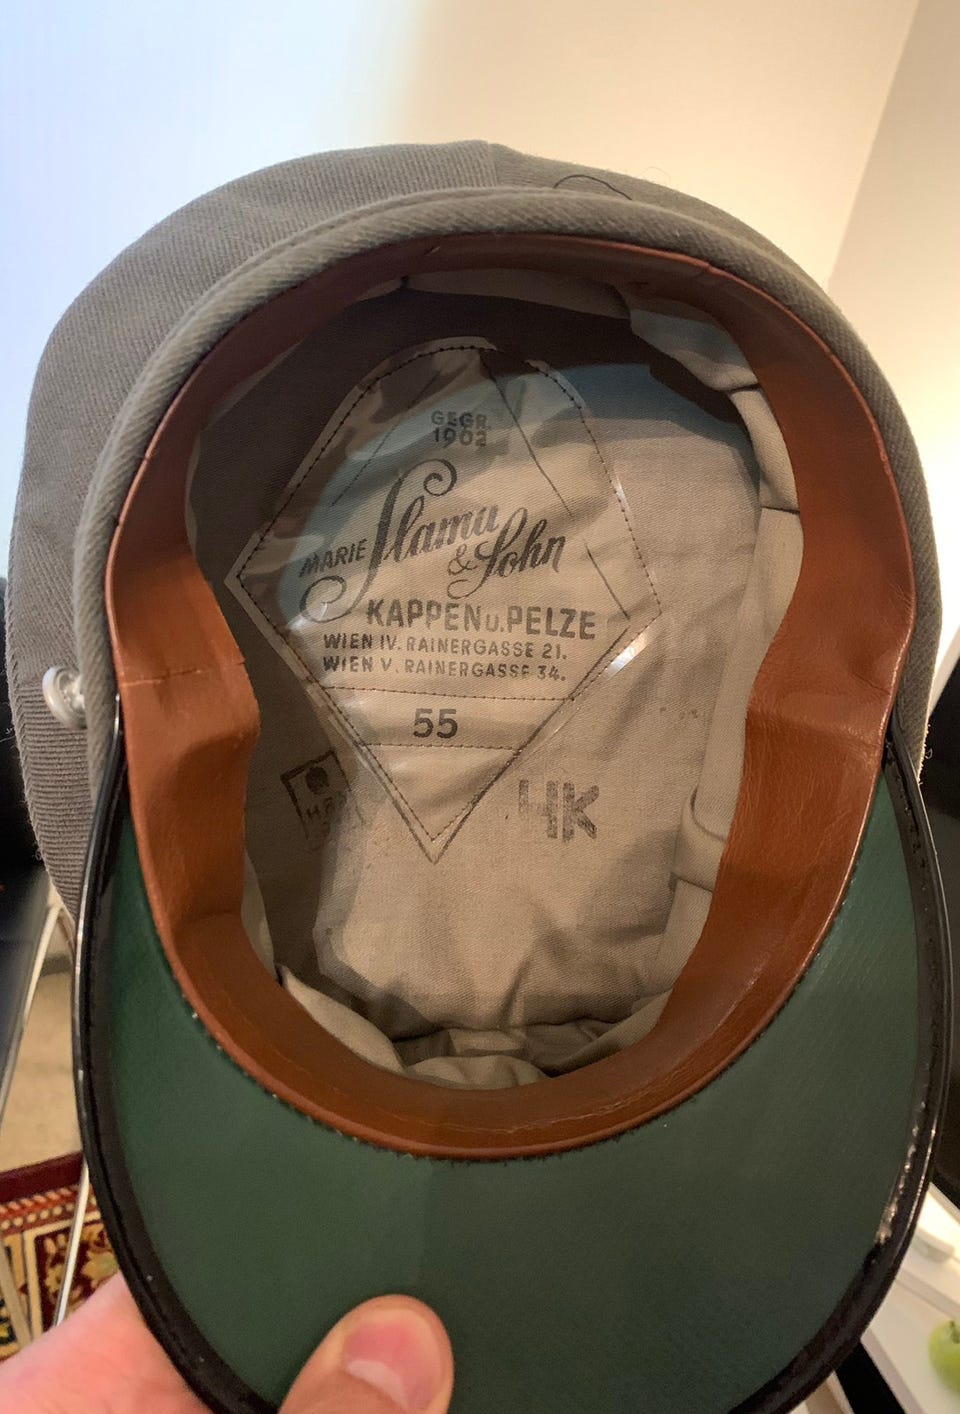 GEGR.
1902
MARIE Slama
& Sohn
KAPPEN u. PELZE
WIEN IV. RAINERGASSE 21.
WIEN V. RAINERGASSE 34.
55
HK